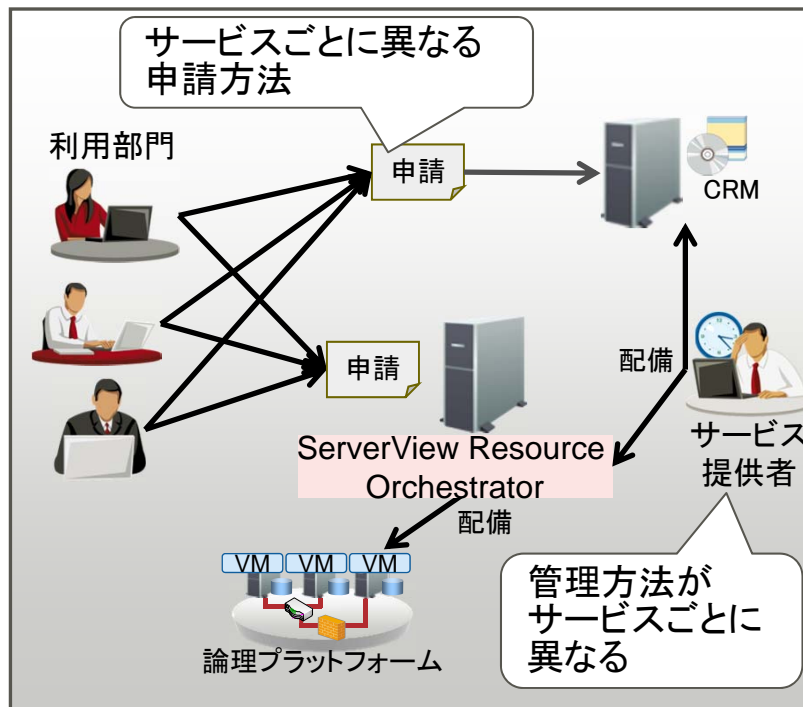 サービスごとに異なる
申請方法
利用部門
申請
CRM
申請
配備
サービス
提供者
ServerView Resource
Orchestrator
配備
VM VM VM
論理プラットフォーム
管理方法が
サービスごとに
異なる